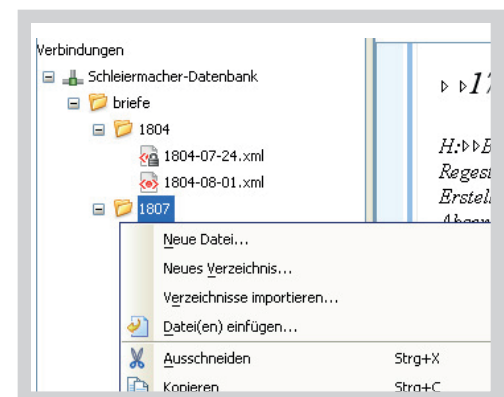 Verbindungen
Schleiermacher-Datenbank
briefe
1804
1804-07-24.xml
1804-08-01.xml
1807
Neue Datei...
Neues Verzeichnis...
Verzeichnisse importieren...
Datei(en) einfügen...
Ausschneiden Strg+X
Kopieren Strg+C
H: